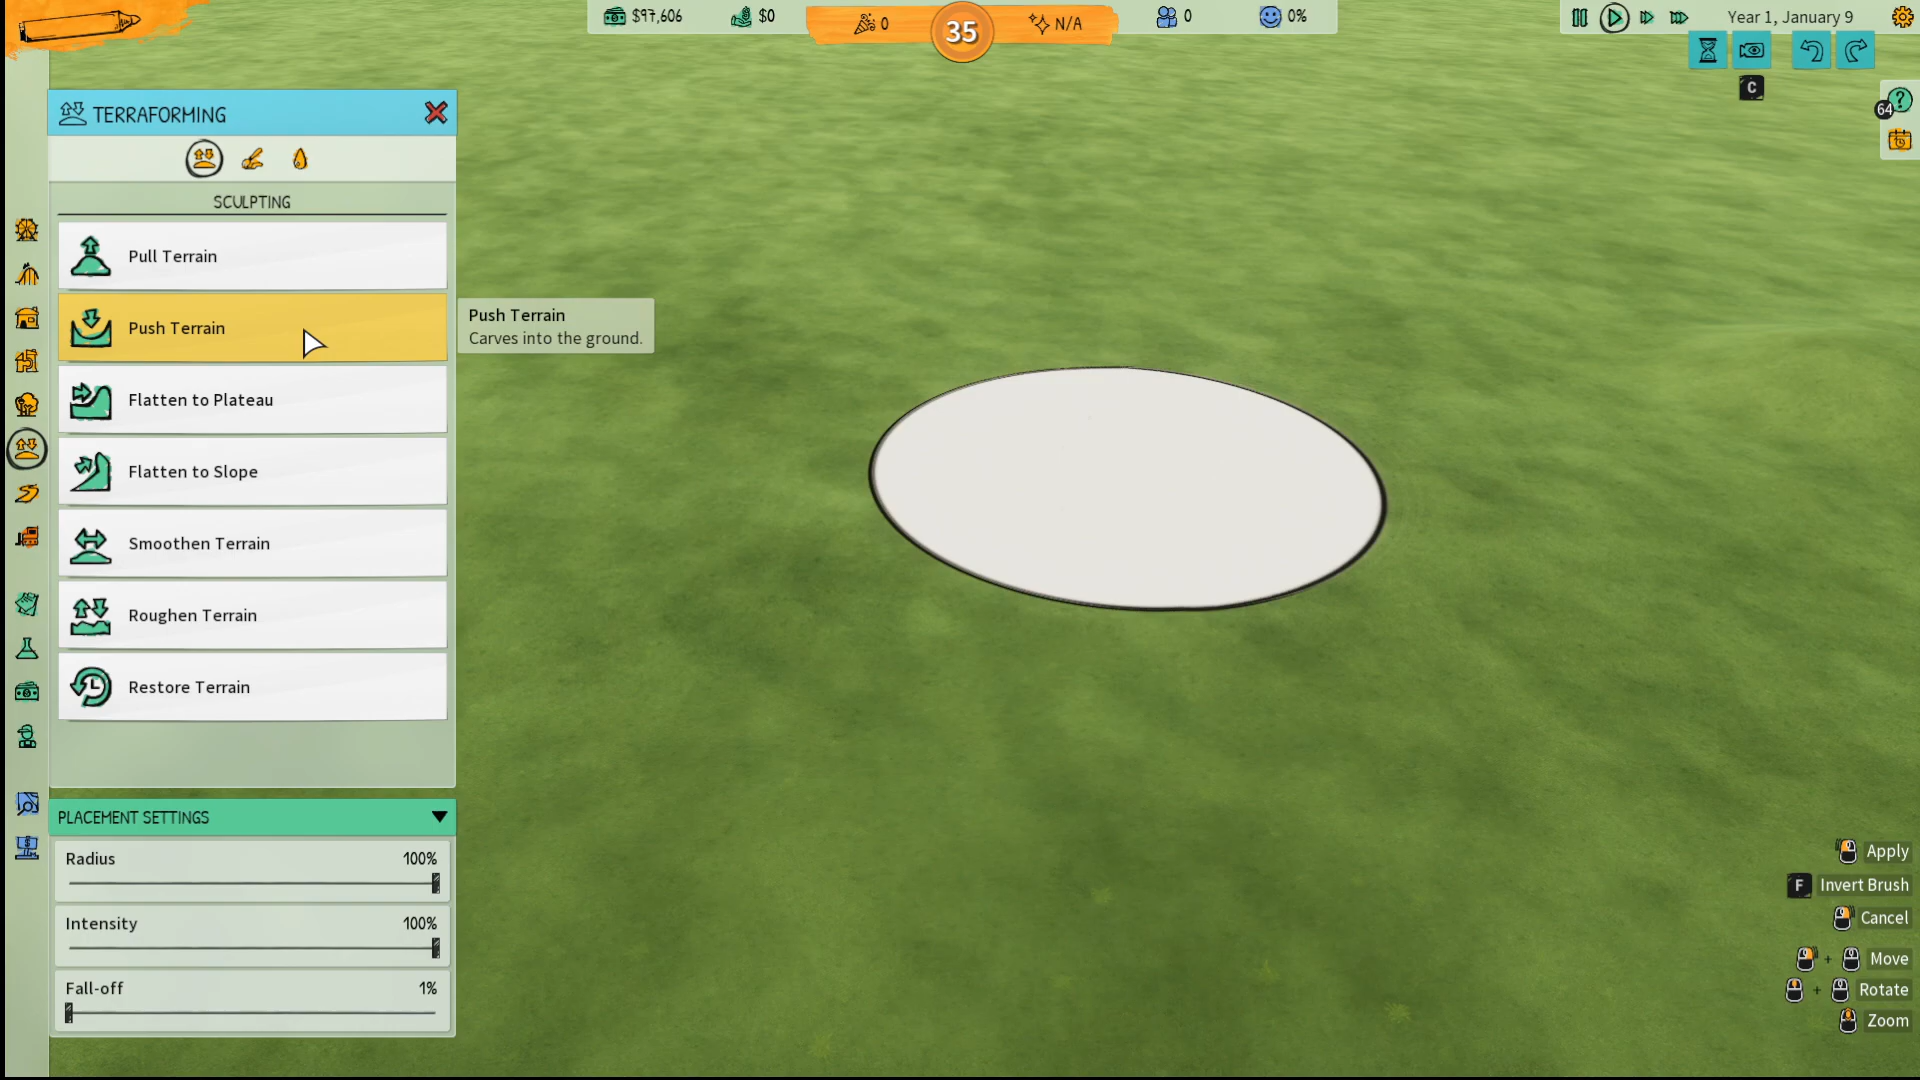 $97,606
$0
0
35
N/A
0
0%
Year 1, January 9
C
64
?
TERRAFORMING
SCULPTING
Pull Terrain
Push Terrain
Flatten to Plateau
Flatten to Slope
Smoothen Terrain
Roughen Terrain
Restore Terrain
Push Terrain
Carves into the ground.
PLACEMENT SETTINGS
Radius 100%
Intensity 100%
Fall-off 1%
Apply
F Invert Brush
Cancel
+ Move
+ Rotate
Zoom